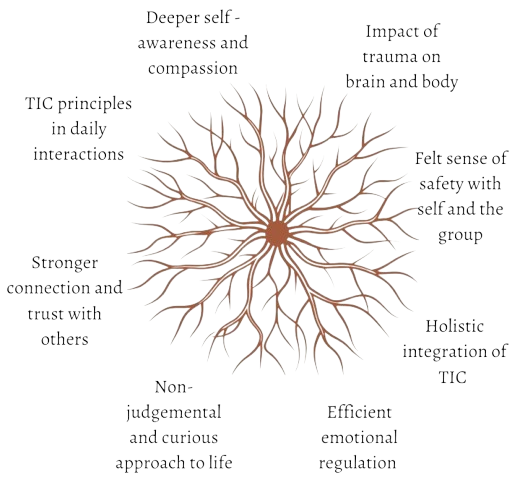 Deeper self -
awareness and
compassion
Impact of
trauma on
brain and body
TIC principles
in daily
interactions
Felt sense of
safety with
self and the
group
Stronger
connection and
trust with
others
Holistic
integration of
TIC
Non-
judgemental
and curious
approach to life
Efficient
emotional
regulation